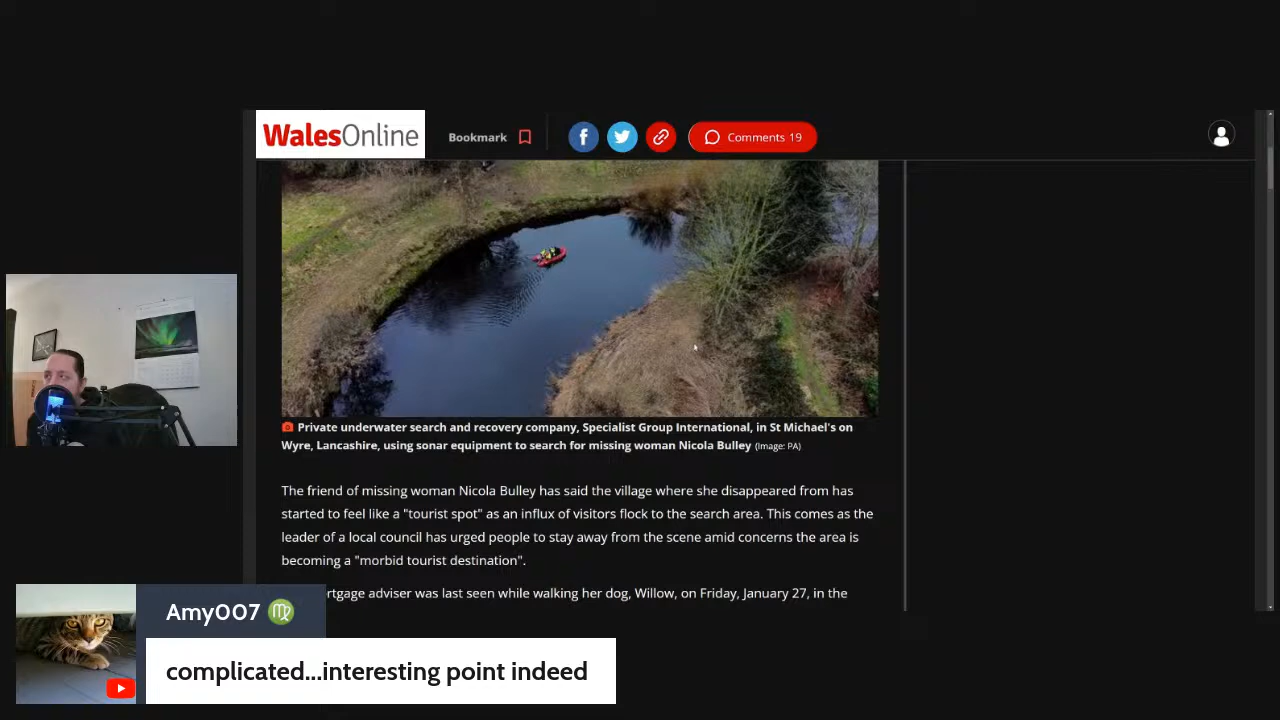 WalesOnline
Bookmark
Comments 19
Private underwater search and recovery company, Specialist Group International, in St Michael's on
Wyre, Lancashire, using sonar equipment to search for missing woman Nicola Bulley (Image: PA)
The friend of missing woman Nicola Bulley has said the village where she disappeared from has
started to feel like a "tourist spot" as an influx of visitors flock to the search area. This comes as the
leader of a local council has urged people to stay away from the scene amid concerns the area is
becoming a "morbid tourist destination".
adviser was last seen while walking her dog, Willow, on Friday, January 27, in the
Amy007
complicated...interesting point indeed